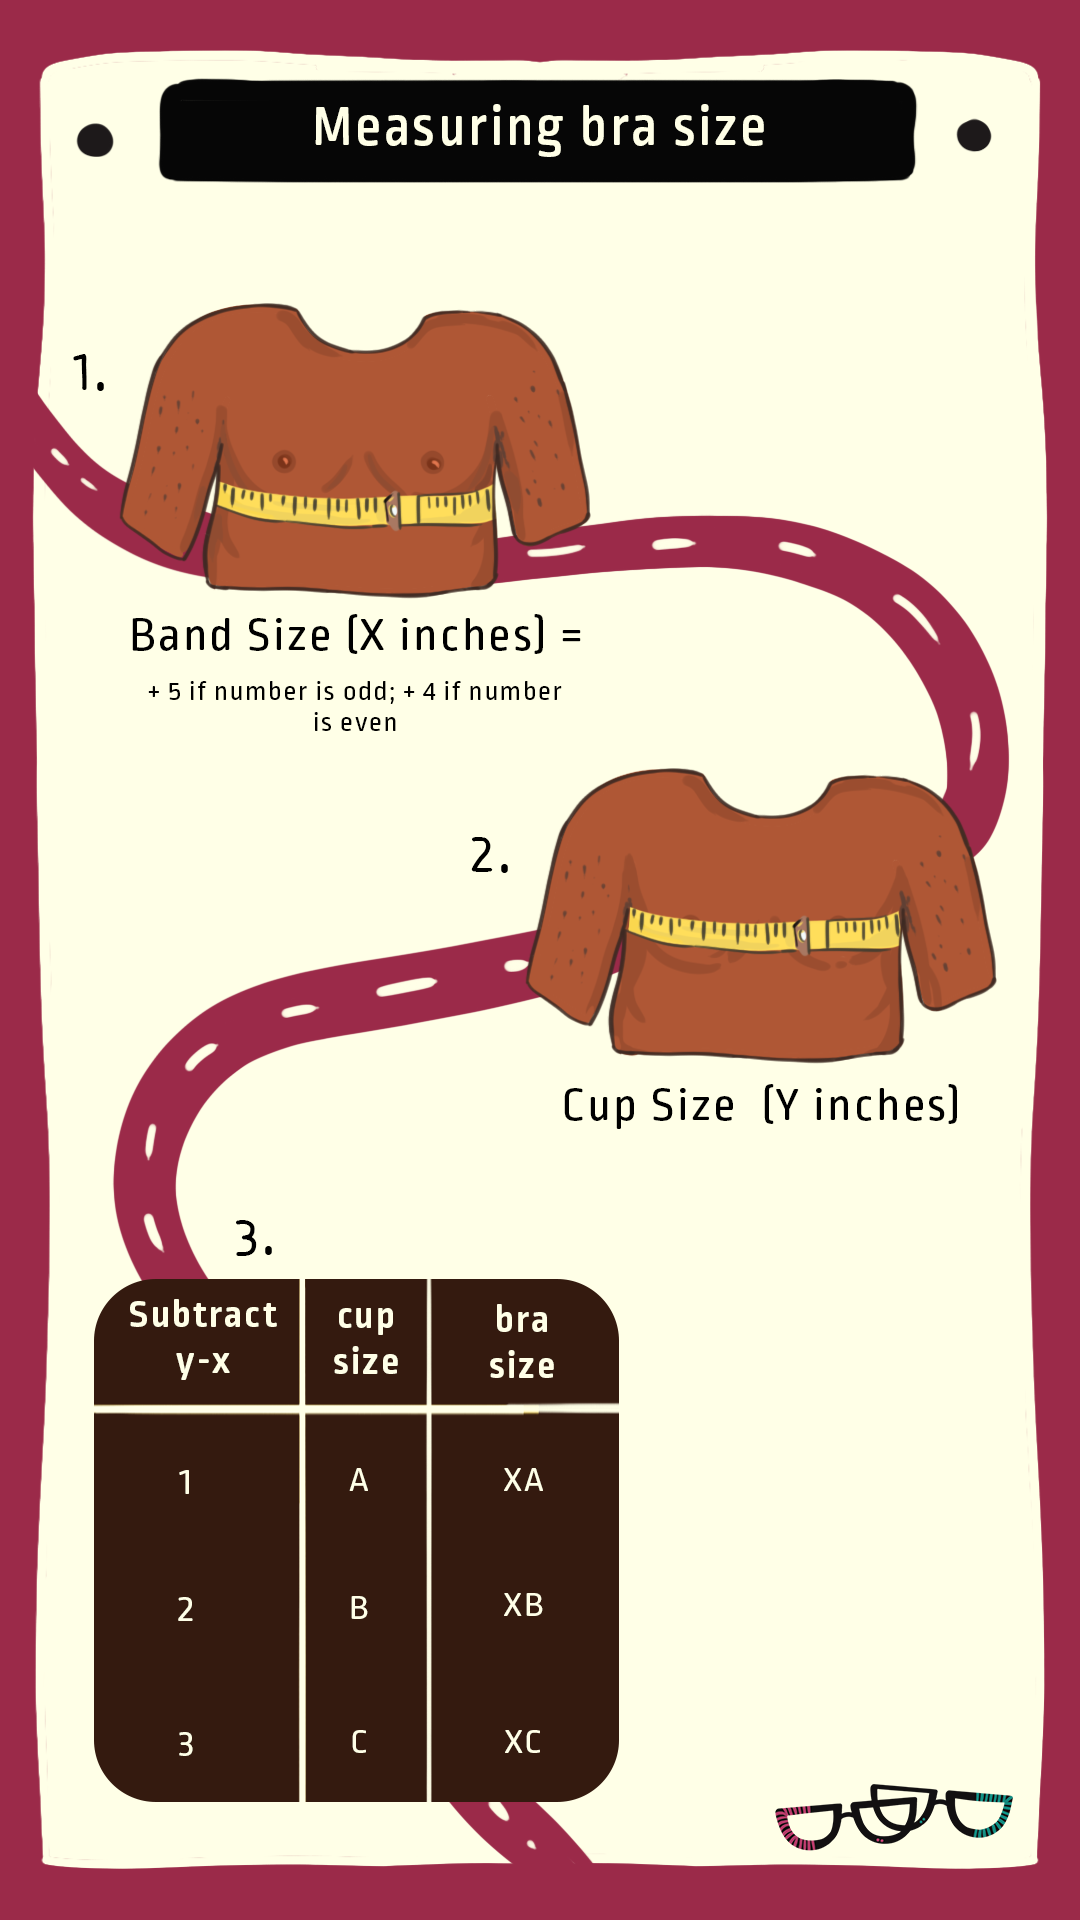 Measuring bra size
1.
Band Size (X inches) =
+ 5 if number is odd; + 4 if number
is even
2.
Cup Size (Y inches)
3.
Subtract y-x cup size bra size
1 A XA
2 B XB
3 C XC